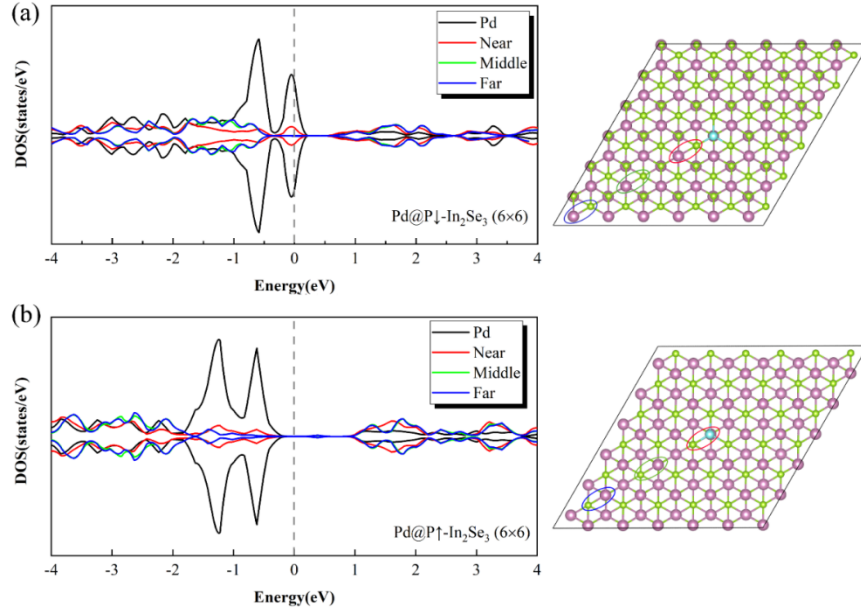 (a)
Pd
Near
Middle
Far
DOS(states/eV)
Pd@P↓-In₂Se₃ (6×6)
-4 -3 -2 -1 0 1 2 3 4
Energy(eV)
(b)
Pd
Near
Middle
Far
DOS(states/eV)
Pd@P↑-In₂Se₃ (6×6)
-4 -3 -2 -1 0 1 2 3 4
Energy(eV)